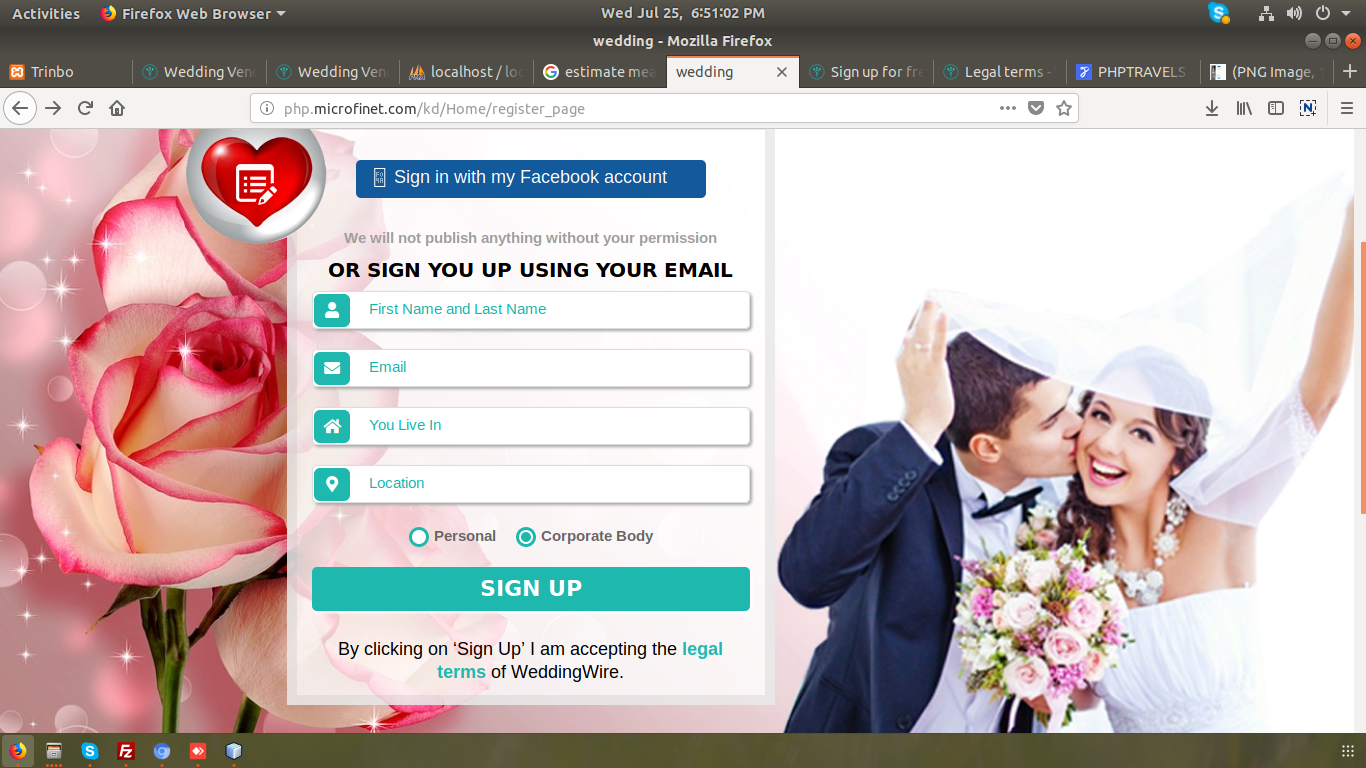 Activities Firefox Web Browser Wed Jul 25, 6:51:02 PM
wedding - Mozilla Firefox
Trinbo Wedding Ven Wedding Ven localhost / loc estimate mea wedding Sign up for fre Legal terms - PHPTRAVELS (PNG Image,
php.microfinet.com/kd/Home/register_page
Sign in with my Facebook account
We will not publish anything without your permission
OR SIGN YOU UP USING YOUR EMAIL
First Name and Last Name
Email
You Live In
Location
Personal Corporate Body
SIGN UP
By clicking on ‘Sign Up’ I am accepting the legal
terms of WeddingWire.